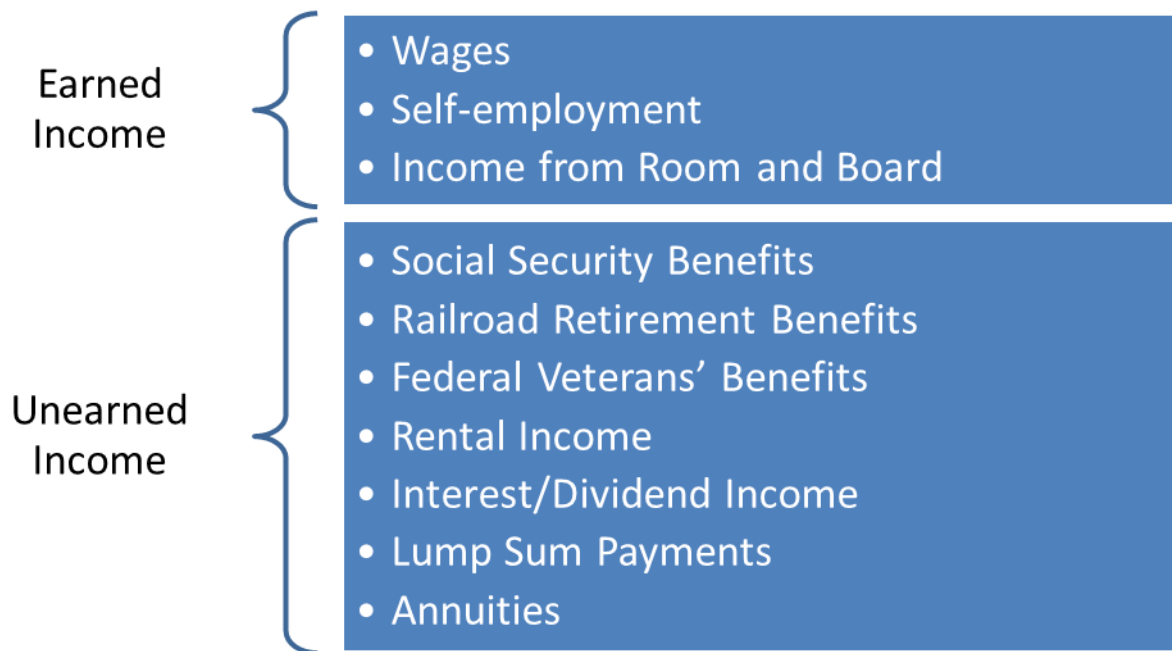 Earned
Income
• Wages
• Self-employment
• Income from Room and Board
Unearned
Income
• Social Security Benefits
• Railroad Retirement Benefits
• Federal Veterans’ Benefits
• Rental Income
• Interest/Dividend Income
• Lump Sum Payments
• Annuities